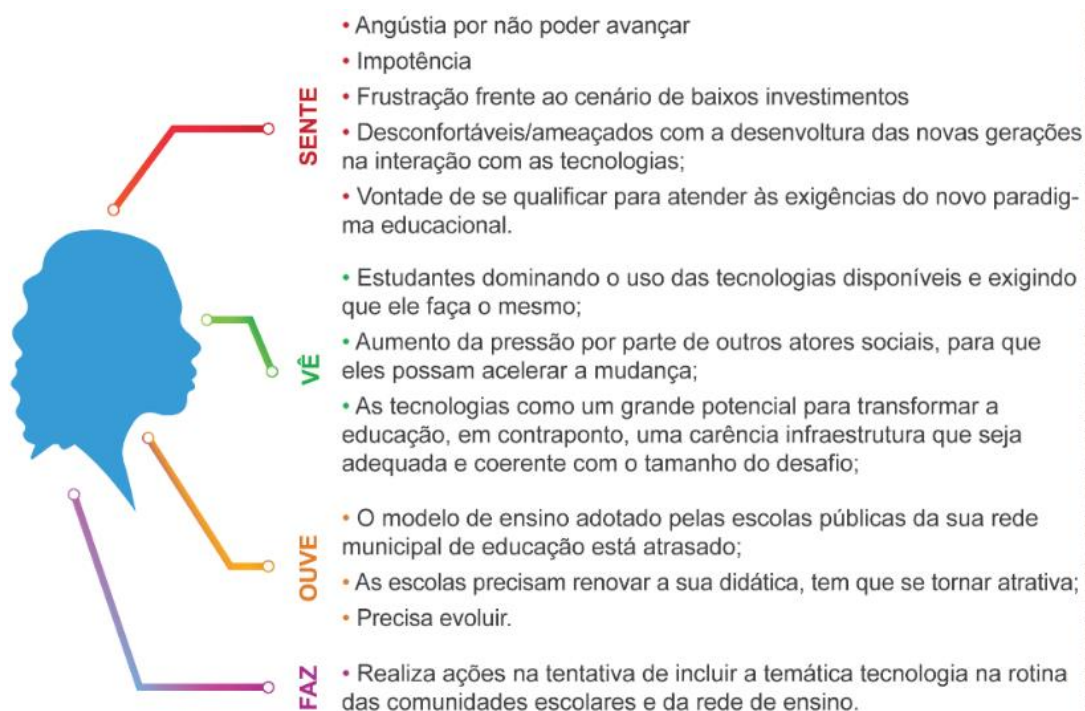 SENTE
• Angústia por não poder avançar
• Impotência
• Frustração frente ao cenário de baixos investimentos
• Desconfortáveis/ameaçados com a desenvoltura das novas gerações
na interação com as tecnologias;
• Vontade de se qualificar para atender às exigências do novo paradig-
ma educacional.
VÊ
• Estudantes dominando o uso das tecnologias disponíveis e exigindo
que ele faça o mesmo;
• Aumento da pressão por parte de outros atores sociais, para que
eles possam acelerar a mudança;
• As tecnologias como um grande potencial para transformar a
educação, em contraponto, uma carência infraestrutura que seja
adequada e coerente com o tamanho do desafio;
OUVE
• O modelo de ensino adotado pelas escolas públicas da sua rede
municipal de educação está atrasado;
• As escolas precisam renovar a sua didática, tem que se tornar atrativa;
• Precisa evoluir.
FAZ
• Realiza ações na tentativa de incluir a temática tecnologia na rotina
das comunidades escolares e da rede de ensino.